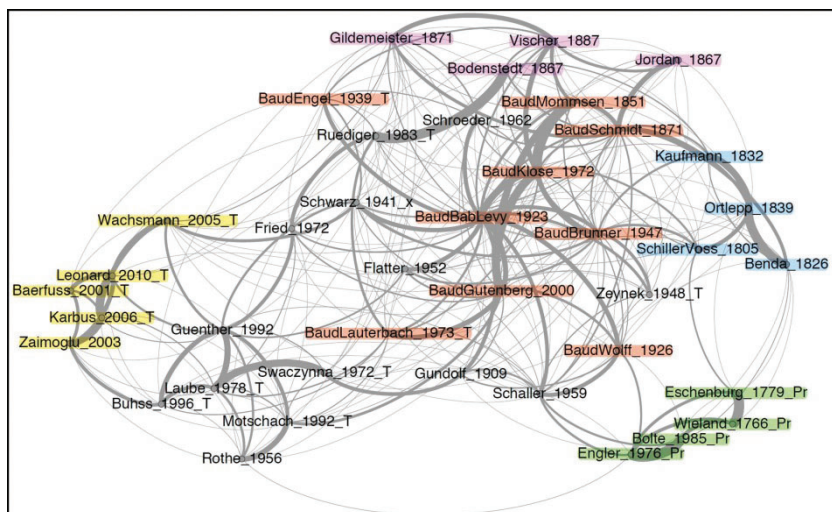 Gildemeister_1871
Vischer_1887
Bodenstedt_1867
Jordan_1867
BaudEngel_1939_T
BaudMommsen_1851
Schroeder_1962
BaudSchmidt_1871
Ruediger_1983_T
Kaufmann_1832
BaudKlose_1972
Schwarz_1941_x
Ortlepp_1839
Wachsmann_2005_T
BaudBabLevy_1923
Fried_1972
BaudBrunner_1947
SchillerVoss_1805
Benda_1826
Flatter_1952
Leonard_2010_T
Baerfuss_2001_T
BaudGutenberg_2000
Zeynek_1948_T
Karbus_2006_T
Guenther_1992
BaudLauterbach_1973_T
Zaimoglu_2003
BaudWolff_1926
Swaczynna_1972_T
Gundolf_1909
Laube_1978_T
Schaller_1959
Eschenburg_1779_Pr
Buhss_1996_T
Motschach_1992_T
Wieland_1766_Pr
Bolte_1985_Pr
Rothe_1956
Engler_1976_Pr